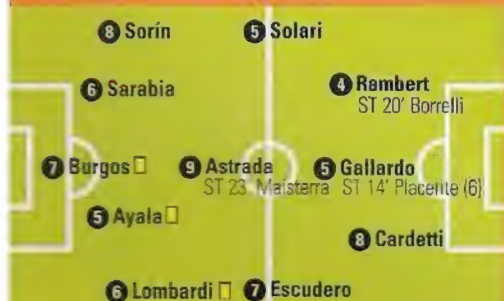 8 Sorín
5 Solari
6 Sarabia
4 Rambert
ST 20' Borrelli
7 Burgos
9 Astrada
ST 23' Maisterra
5 Gallardo
ST 14' Placente (6)
5 Ayala
8 Cardetti
6 Lombardi
7 Escudero